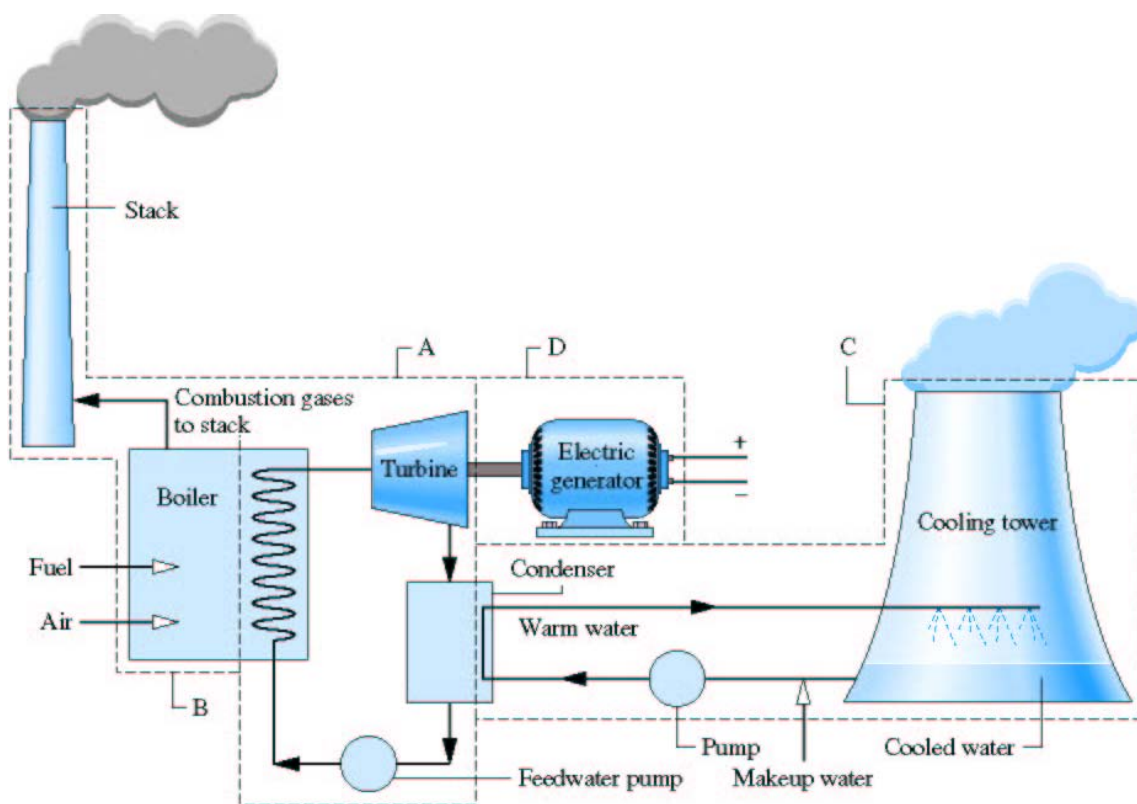 Stack
A
D
C
Combustion gases
to stack
Turbine
Electric
generator
+
−
Boiler
Cooling tower
Fuel
Condenser
Air
Warm water
B
Pump
Cooled water
Feedwater pump
Makeup water